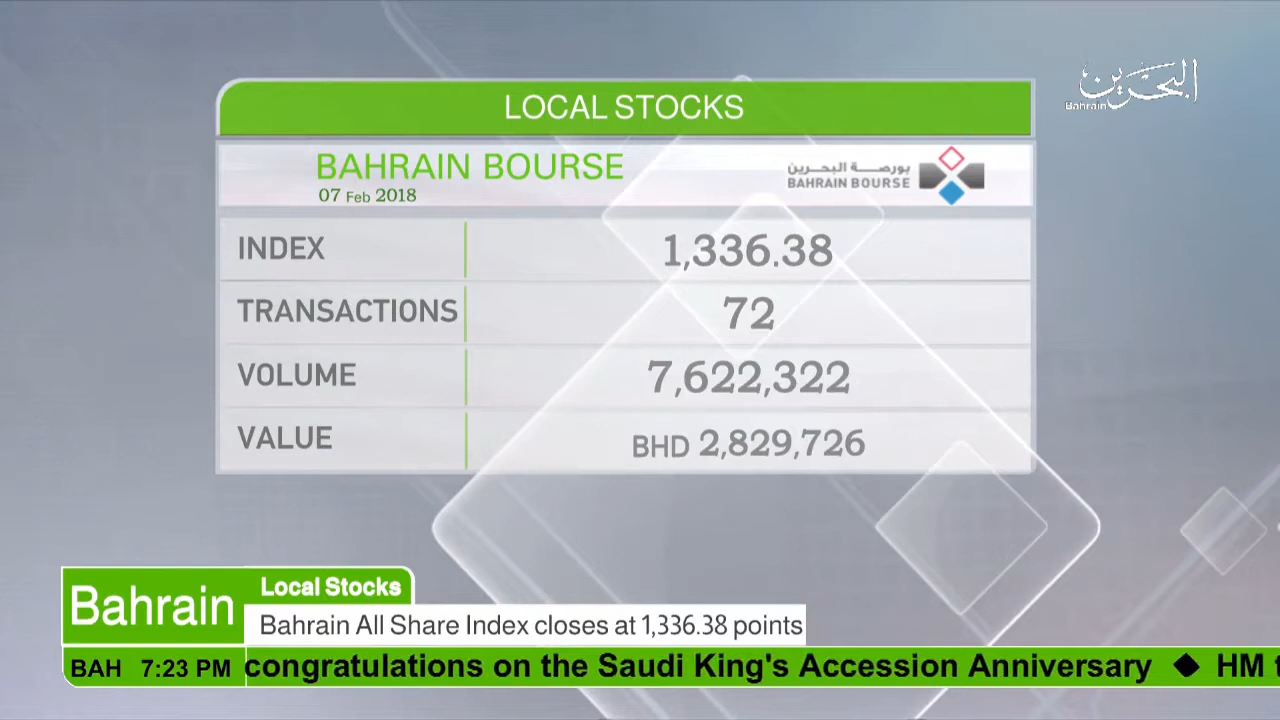 البحرين
Bahrain
LOCAL STOCKS
BAHRAIN BOURSE
07 Feb 2018
بورصة البحرين
BAHRAIN BOURSE
INDEX 1,336.38
TRANSACTIONS 72
VOLUME 7,622,322
VALUE BHD 2,829,726
Bahrain
Local Stocks
Bahrain All Share Index closes at 1,336.38 points
BAH 7:23 PM congratulations on the Saudi King's Accession Anniversary ◆ HM